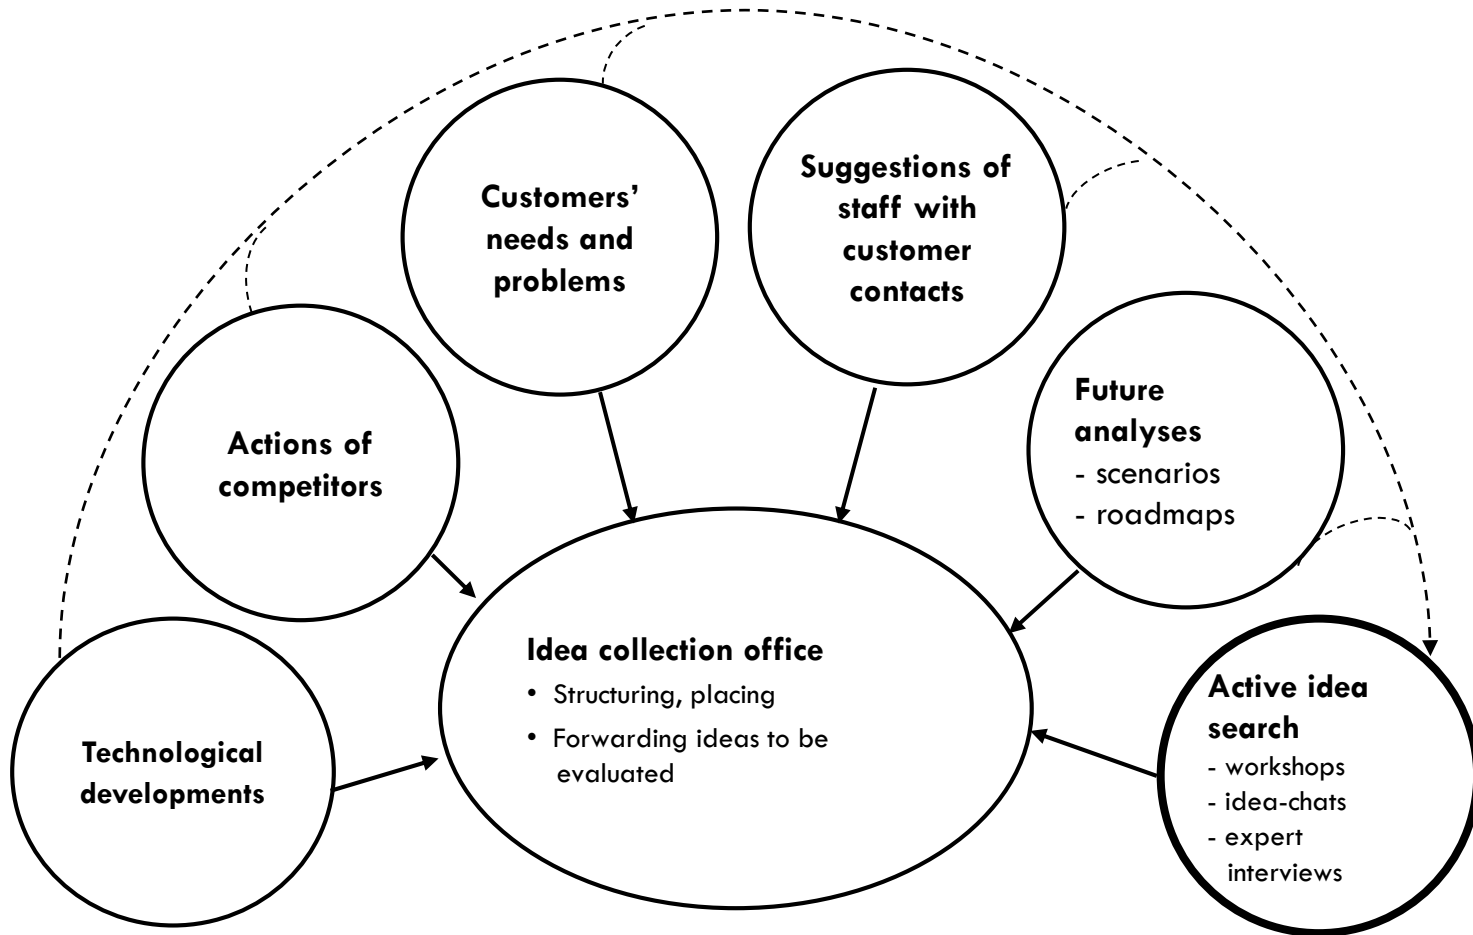 Customers’
needs and
problems
Suggestions of
staff with
customer
contacts
Actions of
competitors
Future
analyses
- scenarios
- roadmaps
Technological
developments
Idea collection office
• Structuring, placing
• Forwarding ideas to be
evaluated
Active idea
search
- workshops
- idea-chats
- expert
interviews